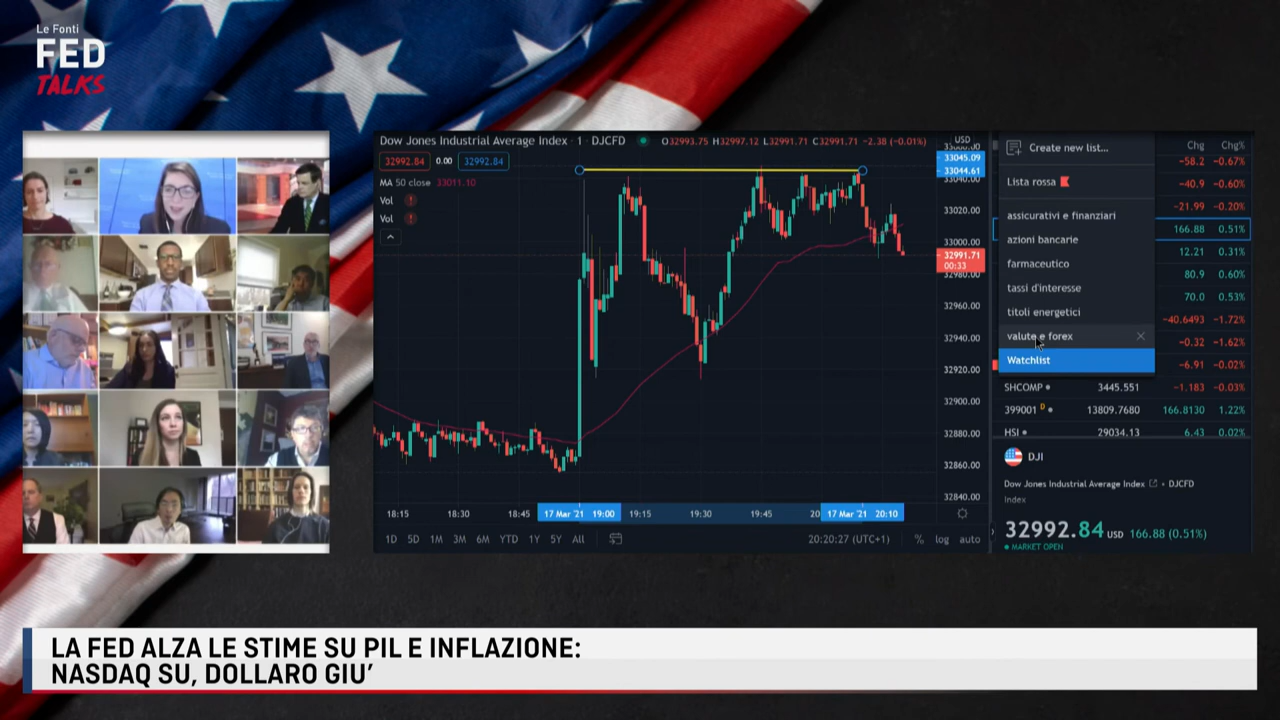 Le Fonti
FED
TALKS
Dow Jones Industrial Average Index · 1 · DJCFD
O32993.75 H32997.12 L32991.71 C32991.71 −2.38 (−0.01%)
32992.84 0.00 32992.84
MA 50 close 33011.10
Vol
Vol
USD
33045.09
33044.61
33020.00
33000.00
32991.71
00:33
32980.00
32960.00
32940.00
32920.00
32900.00
32880.00
32860.00
32840.00
18:15 18:30 18:45 17 Mar '21 19:00 19:15 19:30 19:45 20 17 Mar '21 20:10
1D 5D 1M 3M 6M YTD 1Y 5Y All
20:20:27 (UTC+1) % log auto
Create new list...
Lista rossa
assicurativi e finanziari
azioni bancarie
farmaceutico
tassi d'interesse
titoli energetici
valute e forex
Watchlist
Chg Chg%
−58.2 −0.67%
−40.9 −0.60%
−21.99 −0.20%
166.88 0.51%
12.21 0.31%
80.9 0.60%
70.0 0.53%
−40.6493 −1.72%
−0.32 −1.62%
−6.91 −0.02%
SHCOMP 3445.551 −1.183 −0.03%
399001 D 13809.7680 166.8130 1.22%
HSI 29034.13 6.43 0.02%
DJI
Dow Jones Industrial Average Index • DJCFD
Index
32992.84 USD 166.88 (0.51%)
MARKET OPEN
LA FED ALZA LE STIME SU PIL E INFLAZIONE:
NASDAQ SU, DOLLARO GIU'